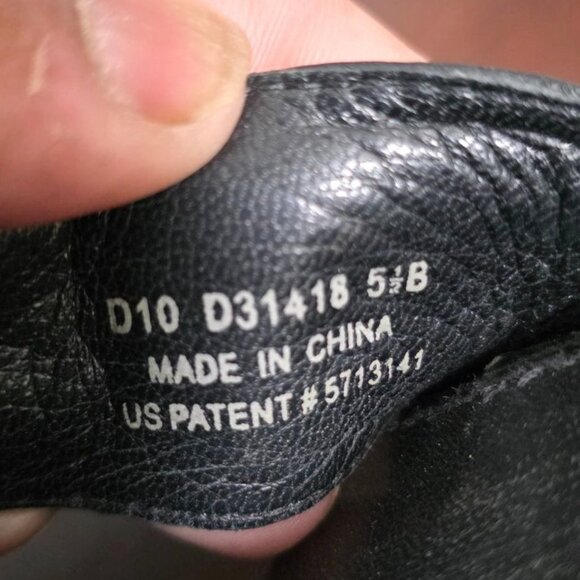 D10 D31418 5½B
MADE IN CHINA
US PATENT # 5713141